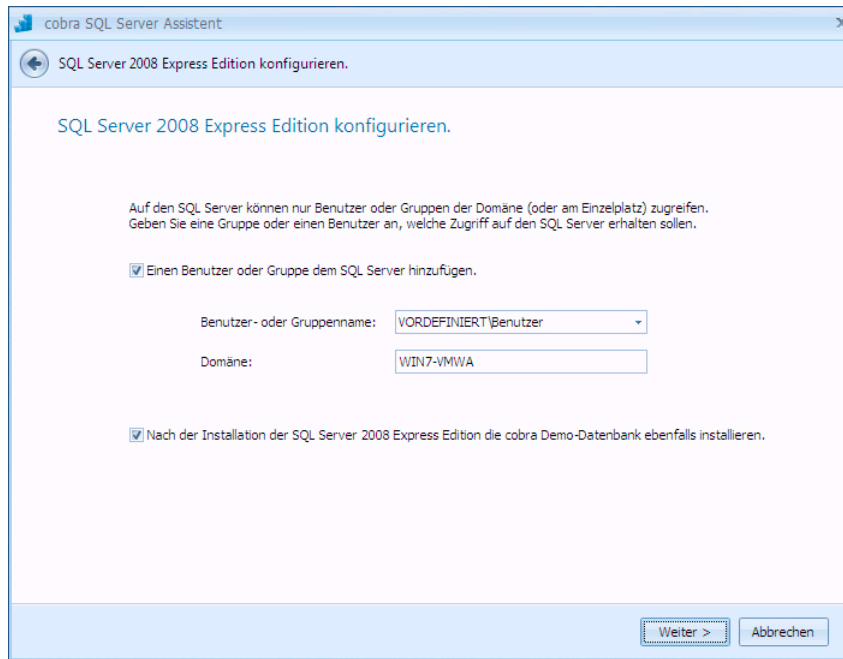 cobra SQL Server Assistent
SQL Server 2008 Express Edition konfigurieren.
SQL Server 2008 Express Edition konfigurieren.
Auf den SQL Server können nur Benutzer oder Gruppen der Domäne (oder am Einzelplatz) zugreifen.
Geben Sie eine Gruppe oder einen Benutzer an, welche Zugriff auf den SQL Server erhalten sollen.
Einen Benutzer oder Gruppe dem SQL Server hinzufügen.
Benutzer- oder Gruppenname: VORDEFINIERT\Benutzer
Domäne: WIN7-VMWA
Nach der Installation der SQL Server 2008 Express Edition die cobra Demo-Datenbank ebenfalls installieren.
Weiter > Abbrechen